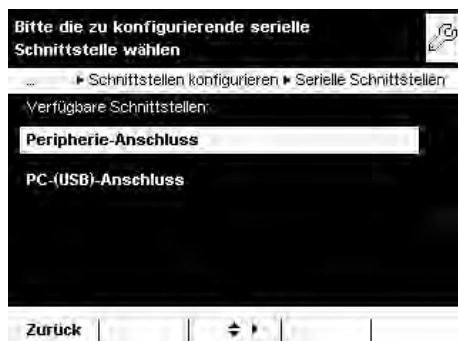 Bitte die zu konfigurierende serielle
Schnittstelle wählen
... ▸ Schnittstellen konfigurieren ▸ Serielle Schnittstellen
Verfügbare Schnittstellen:
Peripherie-Anschluss
PC-(USB)-Anschluss
Zurück